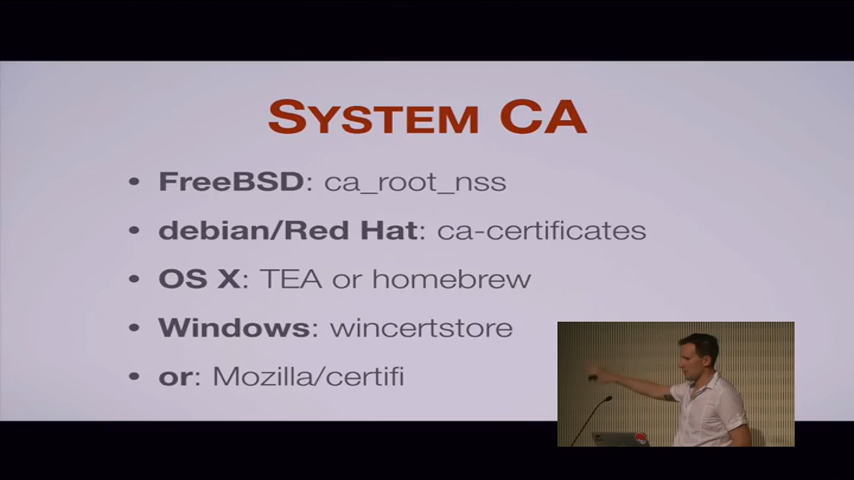 SYSTEM CA
• FreeBSD: ca_root_nss
• debian/Red Hat: ca-certificates
• OS X: TEA or homebrew
• Windows: wincertstore
• or: Mozilla/certifi